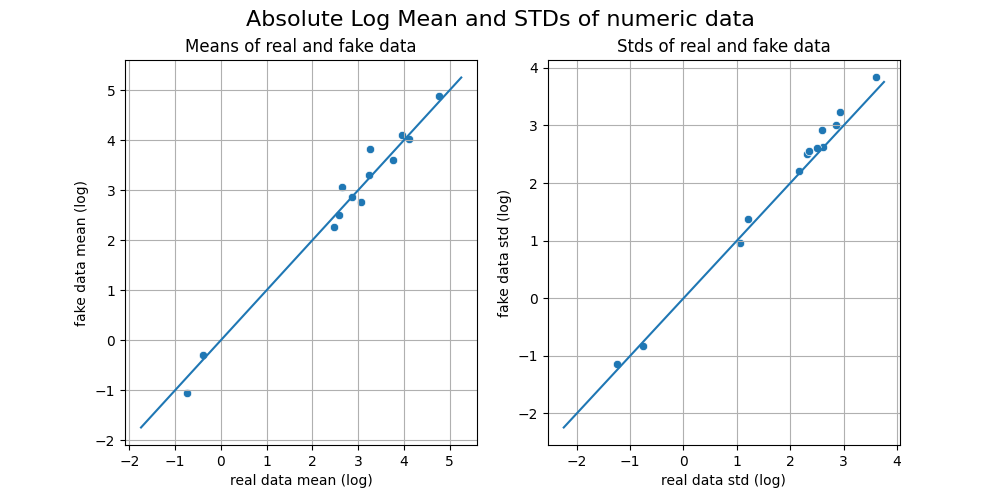 Absolute Log Mean and STDs of numeric data
Means of real and fake data
fake data mean (log)
5
4
3
2
1
0
−1
−2
−2 −1 0 1 2 3 4 5
real data mean (log)
Stds of real and fake data
fake data std (log)
4
3
2
1
0
−1
−2
−2 −1 0 1 2 3 4
real data std (log)